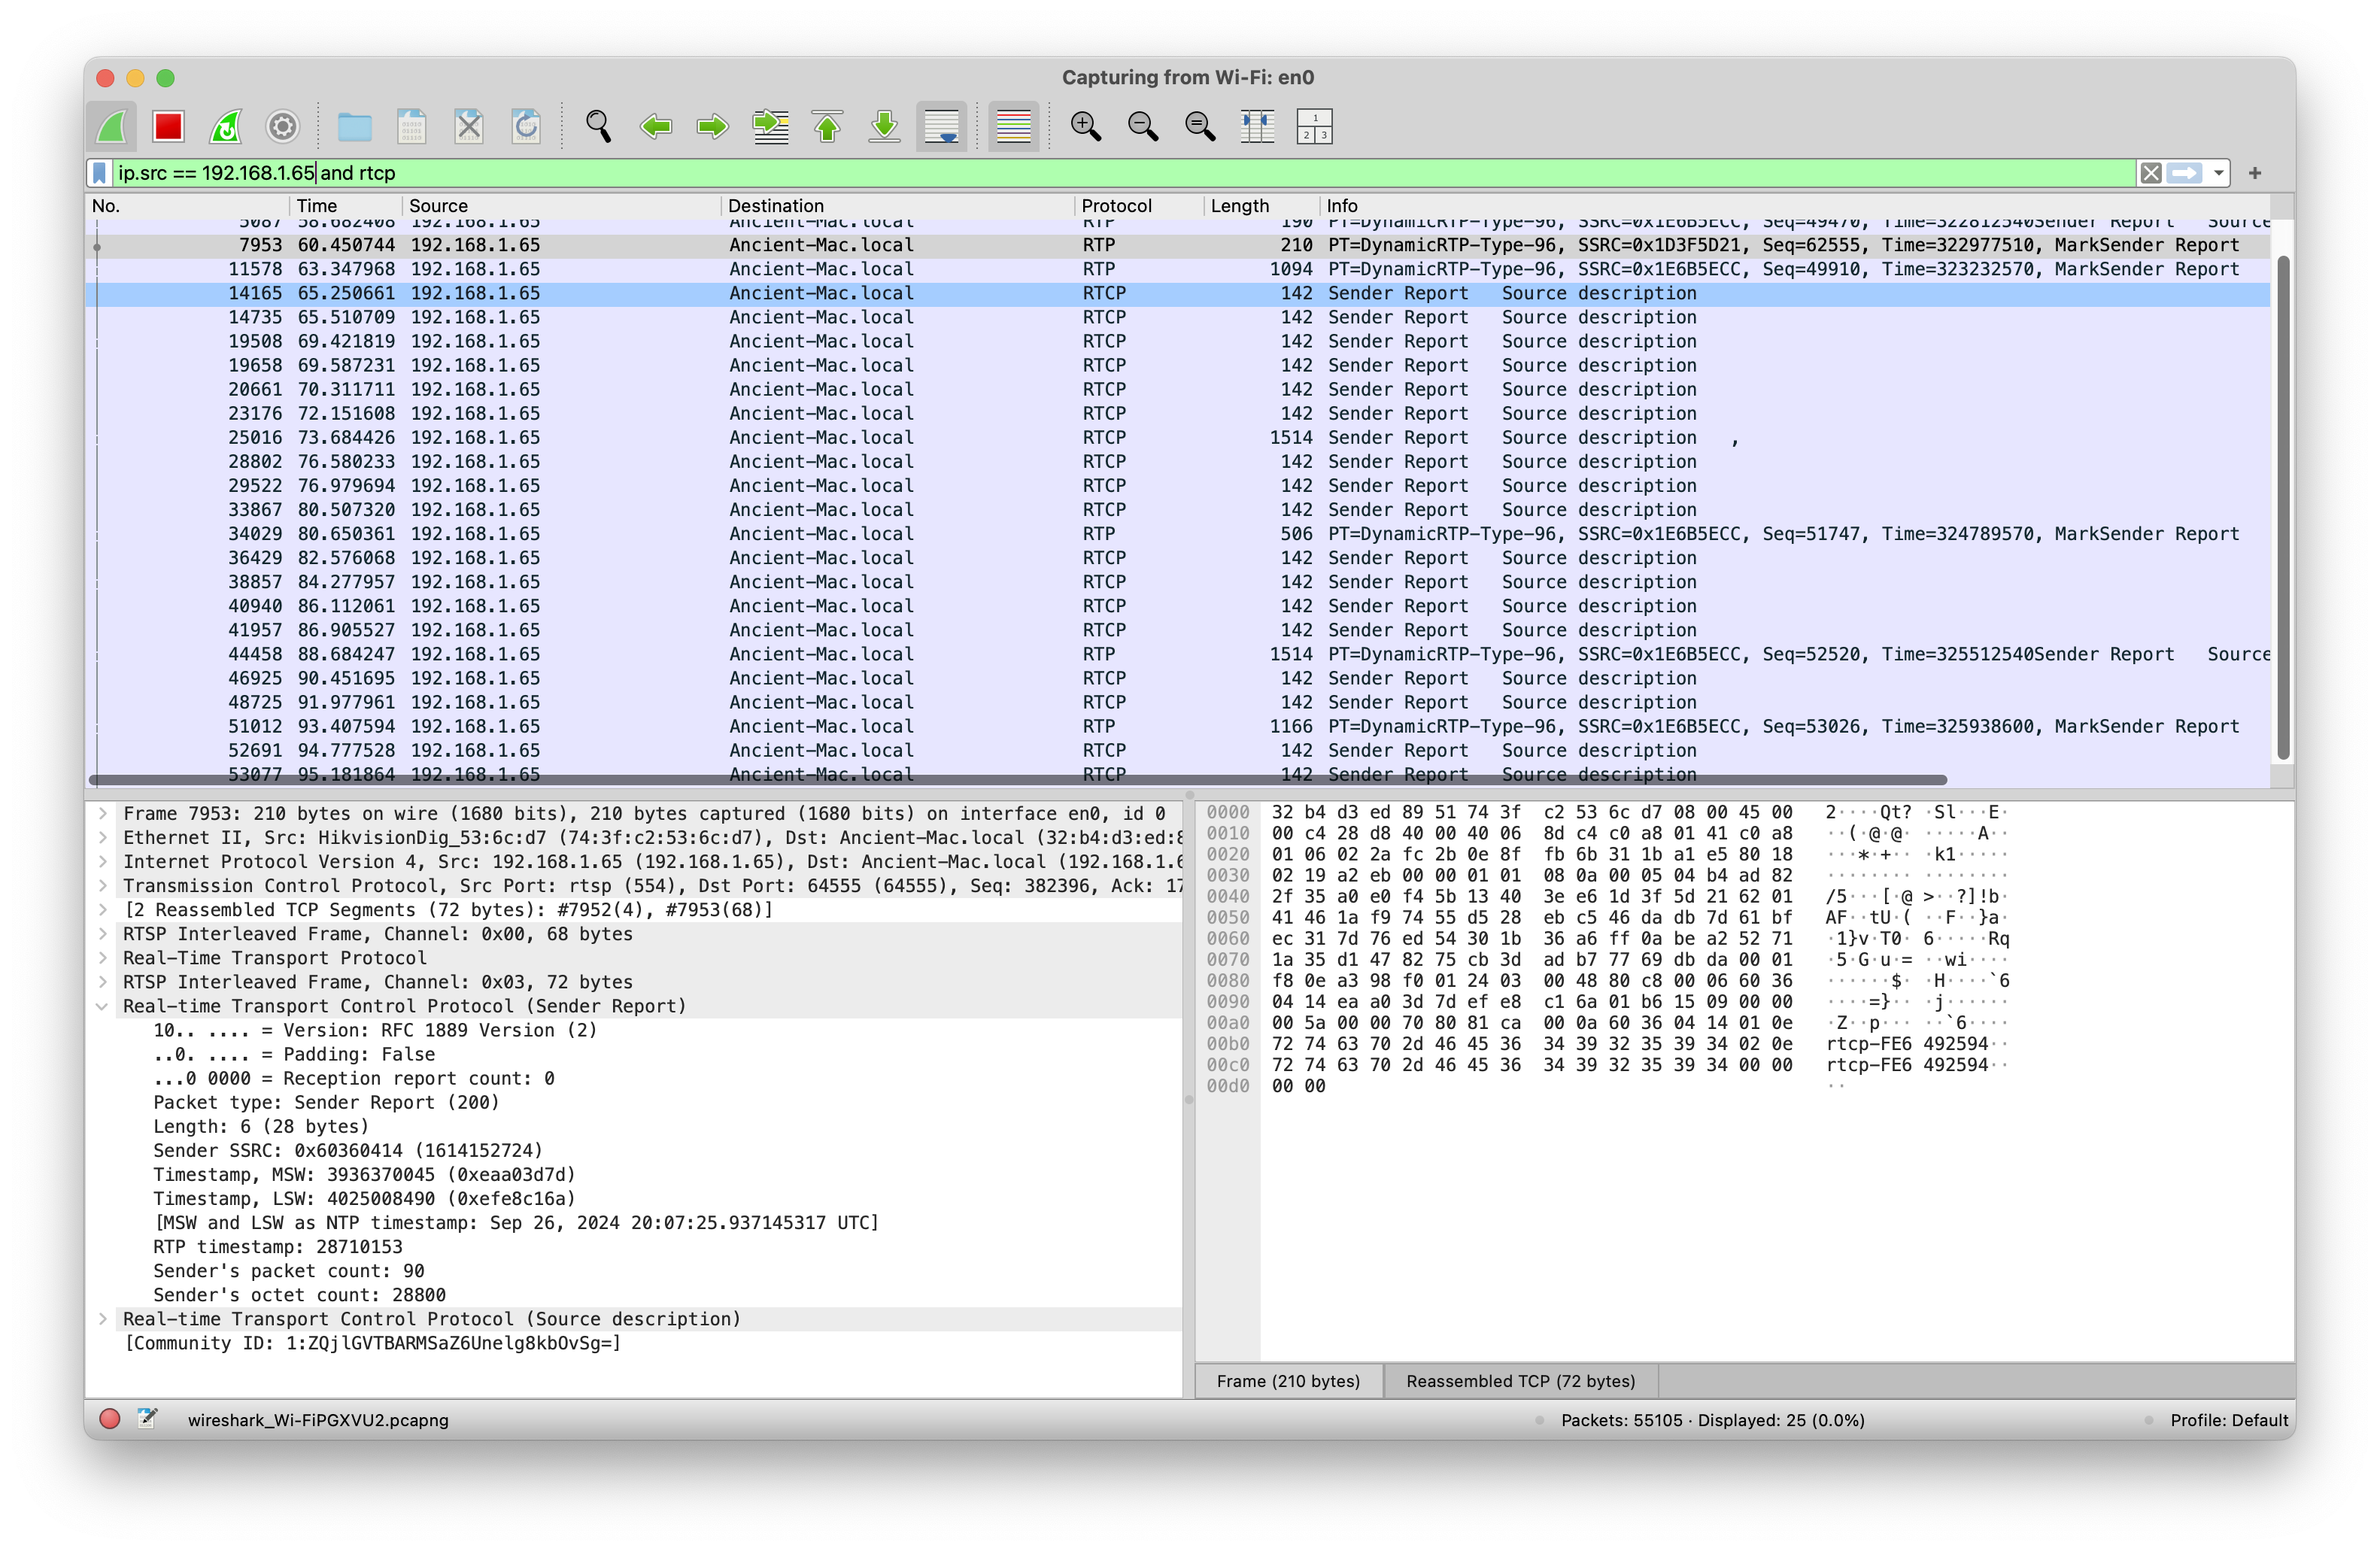 Capturing from Wi-Fi: en0
ip.src == 192.168.1.65 and rtcp
No. Time Source Destination Protocol Length Info
5087 58.682408 192.168.1.65 Ancient-Mac.local RTP 190 PT=DynamicRTP-Type-96, SSRC=0x1E6B5ECC, Seq=49470, Time=322812540Sender Report Source
7953 60.450744 192.168.1.65 Ancient-Mac.local RTP 210 PT=DynamicRTP-Type-96, SSRC=0x1D3F5D21, Seq=62555, Time=322977510, MarkSender Report
11578 63.347968 192.168.1.65 Ancient-Mac.local RTP 1094 PT=DynamicRTP-Type-96, SSRC=0x1E6B5ECC, Seq=49910, Time=323232570, MarkSender Report
14165 65.250661 192.168.1.65 Ancient-Mac.local RTCP 142 Sender Report Source description
14735 65.510709 192.168.1.65 Ancient-Mac.local RTCP 142 Sender Report Source description
19508 69.421819 192.168.1.65 Ancient-Mac.local RTCP 142 Sender Report Source description
19658 69.587231 192.168.1.65 Ancient-Mac.local RTCP 142 Sender Report Source description
20661 70.311711 192.168.1.65 Ancient-Mac.local RTCP 142 Sender Report Source description
23176 72.151608 192.168.1.65 Ancient-Mac.local RTCP 142 Sender Report Source description
25016 73.684426 192.168.1.65 Ancient-Mac.local RTCP 1514 Sender Report Source description ,
28802 76.580233 192.168.1.65 Ancient-Mac.local RTCP 142 Sender Report Source description
29522 76.979694 192.168.1.65 Ancient-Mac.local RTCP 142 Sender Report Source description
33867 80.507320 192.168.1.65 Ancient-Mac.local RTCP 142 Sender Report Source description
34029 80.650361 192.168.1.65 Ancient-Mac.local RTP 506 PT=DynamicRTP-Type-96, SSRC=0x1E6B5ECC, Seq=51747, Time=324789570, MarkSender Report
36429 82.576068 192.168.1.65 Ancient-Mac.local RTCP 142 Sender Report Source description
38857 84.277957 192.168.1.65 Ancient-Mac.local RTCP 142 Sender Report Source description
40940 86.112061 192.168.1.65 Ancient-Mac.local RTCP 142 Sender Report Source description
41957 86.905527 192.168.1.65 Ancient-Mac.local RTCP 142 Sender Report Source description
44458 88.684247 192.168.1.65 Ancient-Mac.local RTP 1514 PT=DynamicRTP-Type-96, SSRC=0x1E6B5ECC, Seq=52520, Time=325512540Sender Report Source
46925 90.451695 192.168.1.65 Ancient-Mac.local RTCP 142 Sender Report Source description
48725 91.977961 192.168.1.65 Ancient-Mac.local RTCP 142 Sender Report Source description
51012 93.407594 192.168.1.65 Ancient-Mac.local RTP 1166 PT=DynamicRTP-Type-96, SSRC=0x1E6B5ECC, Seq=53026, Time=325938600, MarkSender Report
52691 94.777528 192.168.1.65 Ancient-Mac.local RTCP 142 Sender Report Source description
53077 95.181864 192.168.1.65 Ancient-Mac.local RTCP 142 Sender Report Source description
Frame 7953: 210 bytes on wire (1680 bits), 210 bytes captured (1680 bits) on interface en0, id 0
Ethernet II, Src: HikvisionDig_53:6c:d7 (74:3f:c2:53:6c:d7), Dst: Ancient-Mac.local (32:b4:d3:ed:8
Internet Protocol Version 4, Src: 192.168.1.65 (192.168.1.65), Dst: Ancient-Mac.local (192.168.1.6
Transmission Control Protocol, Src Port: rtsp (554), Dst Port: 64555 (64555), Seq: 382396, Ack: 17
[2 Reassembled TCP Segments (72 bytes): #7952(4), #7953(68)]
RTSP Interleaved Frame, Channel: 0x00, 68 bytes
Real-Time Transport Protocol
RTSP Interleaved Frame, Channel: 0x03, 72 bytes
Real-time Transport Control Protocol (Sender Report)
10.. .... = Version: RFC 1889 Version (2)
..0. .... = Padding: False
...0 0000 = Reception report count: 0
Packet type: Sender Report (200)
Length: 6 (28 bytes)
Sender SSRC: 0x60360414 (1614152724)
Timestamp, MSW: 3936370045 (0xeaa03d7d)
Timestamp, LSW: 4025008490 (0xefe8c16a)
[MSW and LSW as NTP timestamp: Sep 26, 2024 20:07:25.937145317 UTC]
RTP timestamp: 28710153
Sender's packet count: 90
Sender's octet count: 28800
Real-time Transport Control Protocol (Source description)
[Community ID: 1:ZQjlGVTBARMSaZ6Unelg8kbOvSg=]
0000 32 b4 d3 ed 89 51 74 3f c2 53 6c d7 08 00 45 00 2····Qt? ·Sl···E·
0010 00 c4 28 d8 40 00 40 06 8d c4 c0 a8 01 41 c0 a8 ··(·@·@· ·····A··
0020 01 06 02 2a fc 2b 0e 8f fb 6b 31 1b a1 e5 80 18 ···*·+·· ·k1·····
0030 02 19 a2 eb 00 00 01 01 08 0a 00 05 04 b4 ad 82 ········ ········
0040 2f 35 a0 e0 f4 5b 13 40 3e e6 1d 3f 5d 21 62 01 /5···[·@ >··?]!b·
0050 41 46 1a f9 74 55 d5 28 eb c5 46 da db 7d 61 bf AF··tU·( ··F··}a·
0060 ec 31 7d 76 ed 54 30 1b 36 a6 ff 0a be a2 52 71 ·1}v·T0· 6·····Rq
0070 1a 35 d1 47 82 75 cb 3d ad b7 77 69 db da 00 01 ·5·G·u·= ··wi····
0080 f8 0e a3 98 f0 01 24 03 00 48 80 c8 00 06 60 36 ······$· ·H····`6
0090 04 14 ea a0 3d 7d ef e8 c1 6a 01 b6 15 09 00 00 ····=}·· ·j······
00a0 00 5a 00 00 70 80 81 ca 00 0a 60 36 04 14 01 0e ·Z··p··· ··`6····
00b0 72 74 63 70 2d 46 45 36 34 39 32 35 39 34 02 0e rtcp-FE6 492594··
00c0 72 74 63 70 2d 46 45 36 34 39 32 35 39 34 00 00 rtcp-FE6 492594··
00d0 00 00 ··
Frame (210 bytes) Reassembled TCP (72 bytes)
wireshark_Wi-FiPGXVU2.pcapng Packets: 55105 · Displayed: 25 (0.0%) Profile: Default